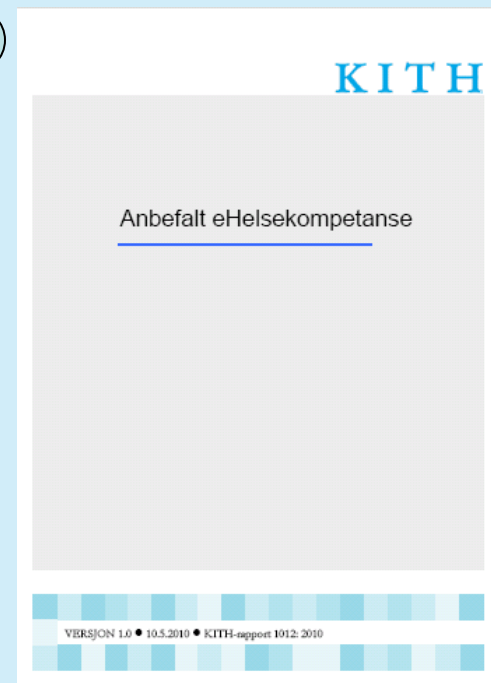 KITH
Anbefalt eHelsekompetanse
VERSJON 1.0 ● 10.5.2010 ● KITH-rapport 1012: 2010